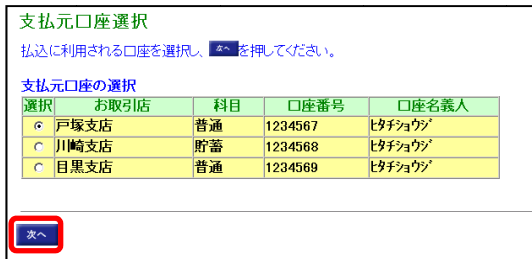 支払元口座選択
払込に利用される口座を選択し、次へを押してください。
支払元口座の選択
選択 お取引店 科目 口座番号 口座名義人
戸塚支店 普通 1234567 ﾋﾀﾁｼｮｳｼﾞ
川崎支店 貯蓄 1234568 ﾋﾀﾁｼｮｳｼﾞ
目黒支店 普通 1234569 ﾋﾀﾁｼｮｳｼﾞ
次へ